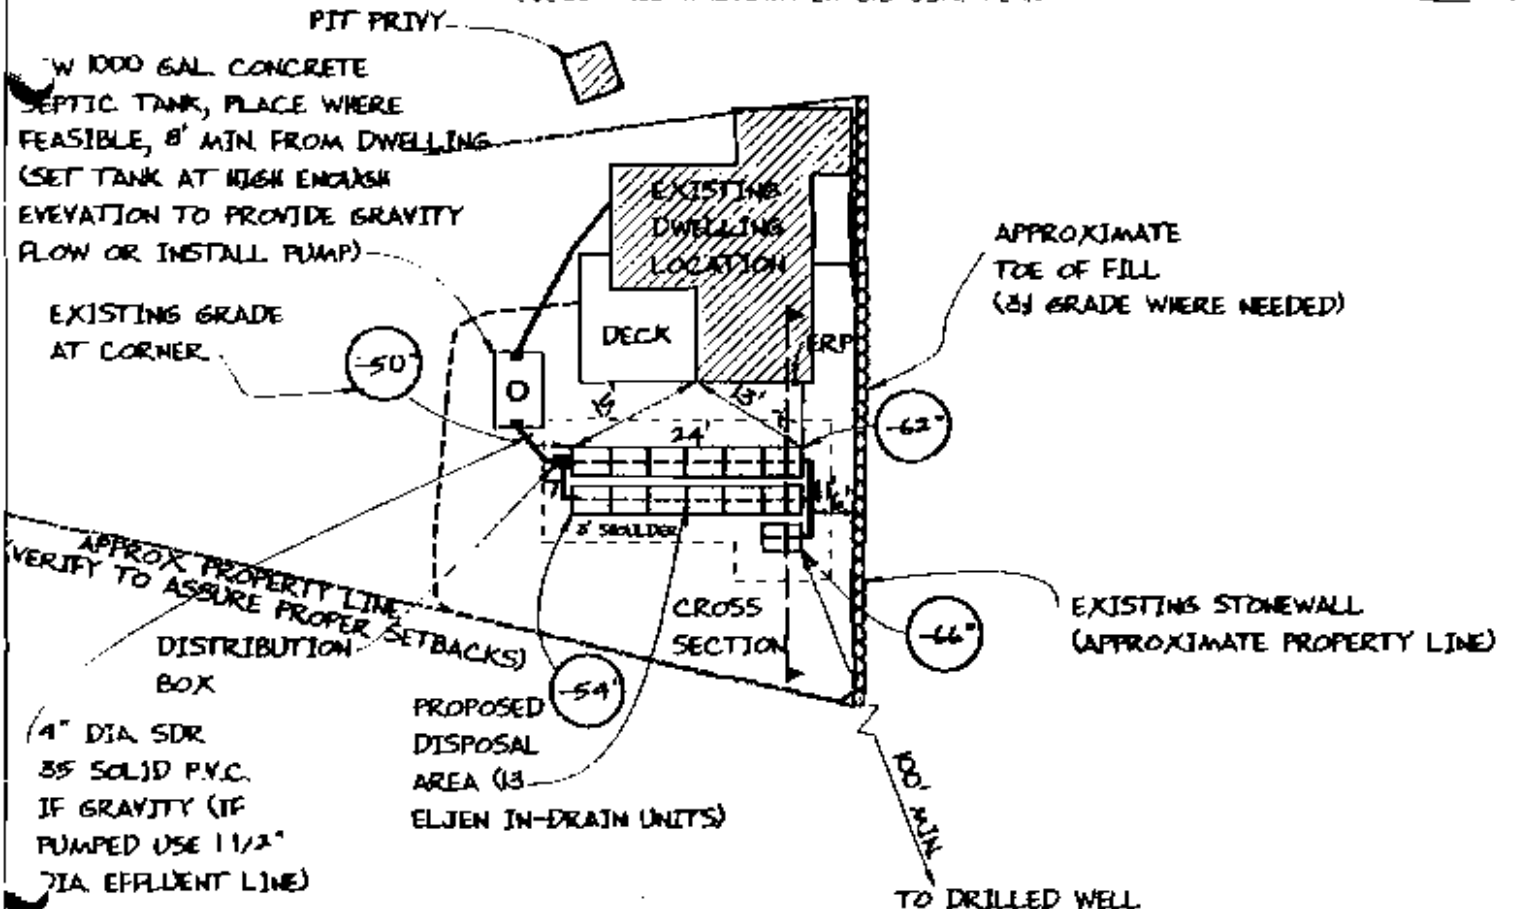 PIT PRIVY
W 1000 GAL. CONCRETE
SEPTIC TANK, PLACE WHERE
FEASIBLE, 8' MIN FROM DWELLING
(SET TANK AT HIGH ENOUGH
EVEVATION TO PROVIDE GRAVITY
FLOW OR INSTALL PUMP)
EXISTING GRADE
AT CORNER
-50"
EXISTING
DWELLING
LOCATION
DECK
ERP
APPROXIMATE
TOE OF FILL
GRADE WHERE NEEDED)
13'
-62"
24'
3' SHOULDER
APPROX PROPERTY LINE
(VERIFY TO ASSURE PROPER SETBACKS)
DISTRIBUTION
BOX
CROSS
SECTION
-66"
EXISTING STONEWALL
(APPROXIMATE PROPERTY LINE)
-54"
PROPOSED
DISPOSAL
AREA (13
ELJEN IN-DRAIN UNITS)
4" DIA. SDR
35 SOLID P.V.C.
IF GRAVITY (IF
PUMPED USE 1 1/2"
DIA. EFFLUENT LINE)
100' MIN
TO DRILLED WELL